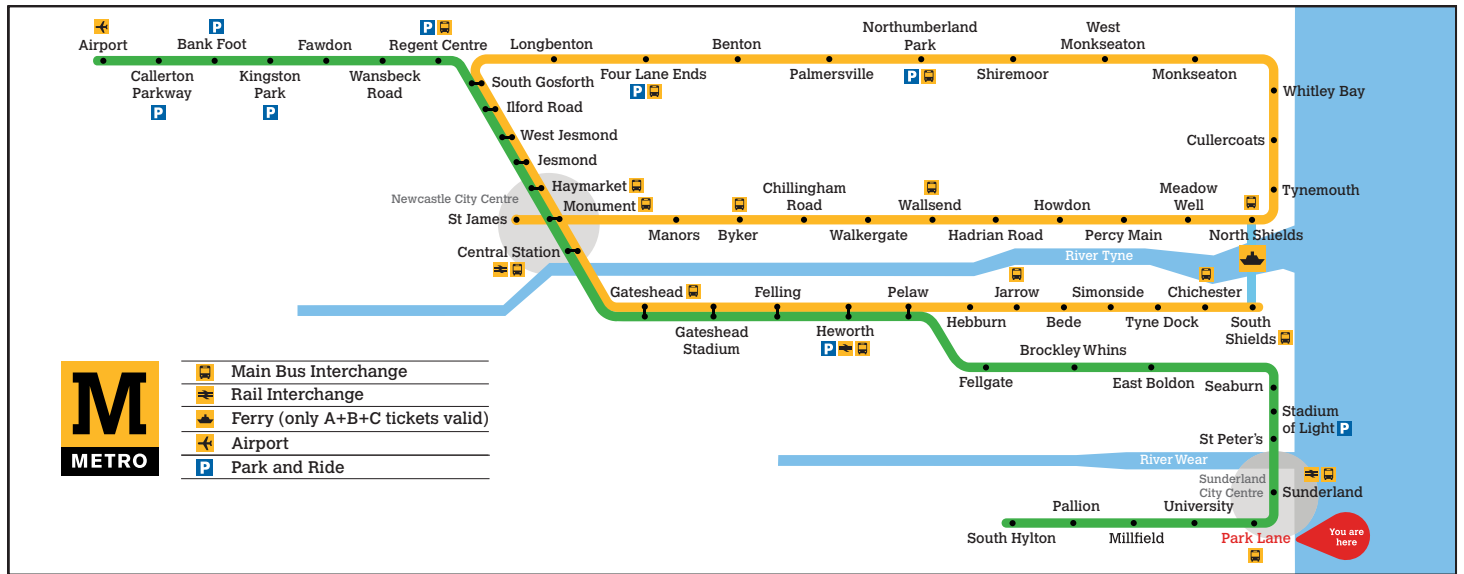 Airport
Callerton
Parkway
P
Bank Foot
P
Kingston
Park
P
Fawdon
Wansbeck
Road
Regent Centre
P
South Gosforth
Ilford Road
West Jesmond
Jesmond
Haymarket
Newcastle City Centre
Monument
St James
Central Station
Longbenton
Four Lane Ends
P
Benton
Palmersville
Northumberland
Park
P
Shiremoor
West
Monkseaton
Monkseaton
Whitley Bay
Cullercoats
Tynemouth
Manors
Byker
Chillingham
Road
Walkergate
Wallsend
Hadrian Road
Howdon
Percy Main
Meadow
Well
North Shields
River Tyne
Gateshead
Gateshead
Stadium
Felling
Heworth
P
Pelaw
Hebburn
Jarrow
Bede
Simonside
Tyne Dock
Chichester
South
Shields
Fellgate
Brockley Whins
East Boldon
Seaburn
Stadium
of Light P
St Peter's
River Wear
Sunderland
City Centre
Sunderland
South Hylton
Pallion
Millfield
University
Park Lane
You are
here
M
METRO
Main Bus Interchange
Rail Interchange
Ferry (only A+B+C tickets valid)
Airport
P Park and Ride